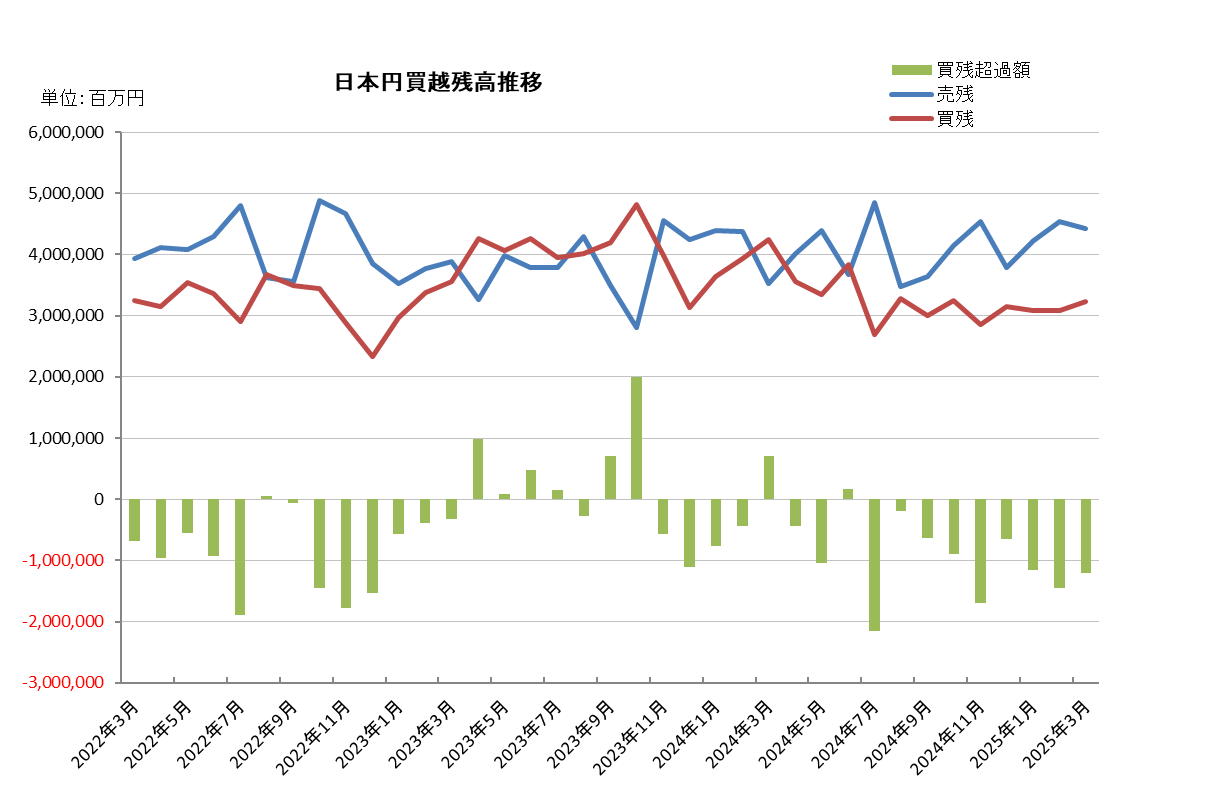 日本円買越残高推移
単位: 百万円
買残超過額
売残
買残
6,000,000
5,000,000
4,000,000
3,000,000
2,000,000
1,000,000
0
-1,000,000
-2,000,000
-3,000,000
2022年3月
2022年5月
2022年7月
2022年9月
2022年11月
2023年1月
2023年3月
2023年5月
2023年7月
2023年9月
2023年11月
2024年1月
2024年3月
2024年5月
2024年7月
2024年9月
2024年11月
2025年1月
2025年3月